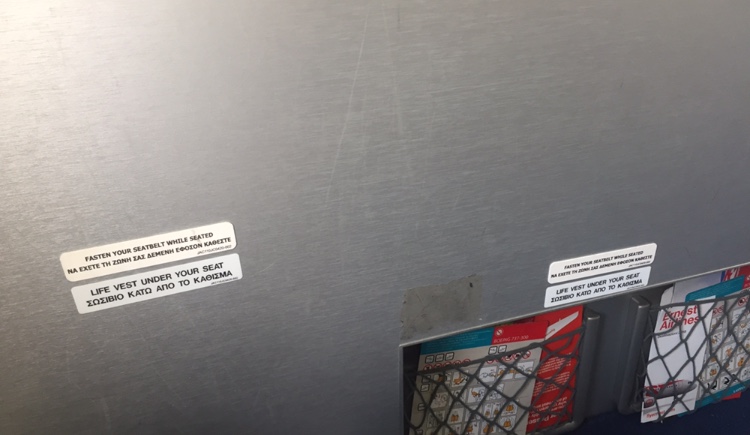 FASTEN YOUR SEATBELT WHILE SEATED
ΝΑ ΕΧΕΤΕ ΤΗ ΖΩΝΗ ΣΑΣ ΔΕΜΕΝΗ ΕΦΟΣΟΝ ΚΑΘΕΣΤΕ
LIFE VEST UNDER YOUR SEAT
ΣΩΣΙΒΙΟ ΚΑΤΩ ΑΠΟ ΤΟ ΚΑΘΙΣΜΑ
FASTEN YOUR SEATBELT WHILE SEATED
ΝΑ ΕΧΕΤΕ ΤΗ ΖΩΝΗ ΣΑΣ ΔΕΜΕΝΗ ΕΦΟΣΟΝ ΚΑΘΕΣΤΕ
LIFE VEST UNDER YOUR SEAT
ΣΩΣΙΒΙΟ ΚΑΤΩ ΑΠΟ ΤΟ ΚΑΘΙΣΜΑ
Ernest
Airlines